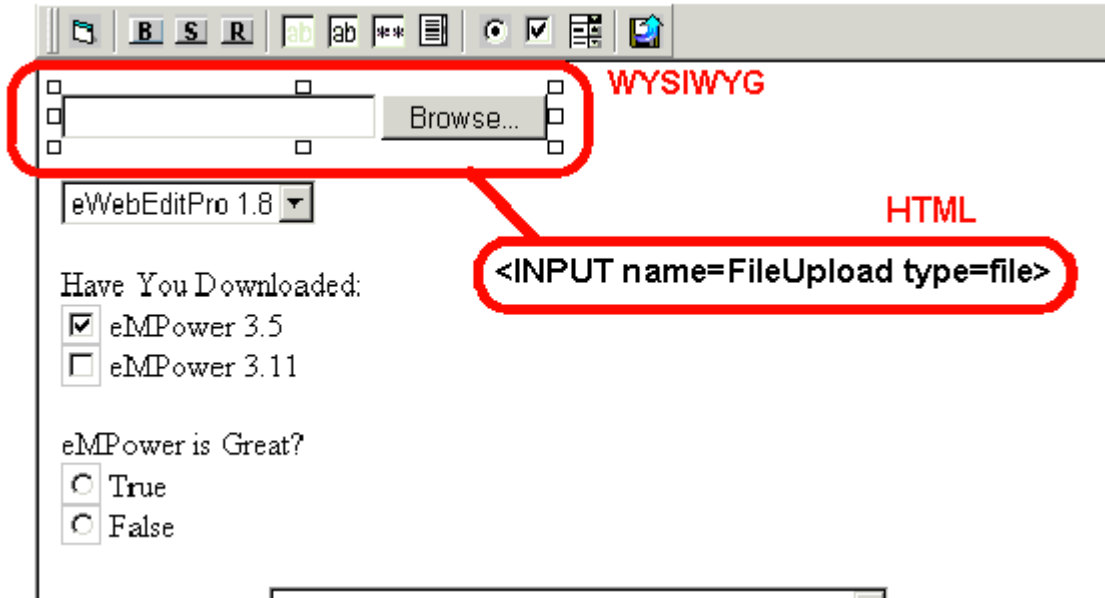 B S R ab ab **
WYSIWYG
Browse...
eWebEditPro 1.8
HTML
<INPUT name=FileUpload type=file>
Have You Downloaded:
eMPower 3.5
eMPower 3.11
eMPower is Great?
True
False